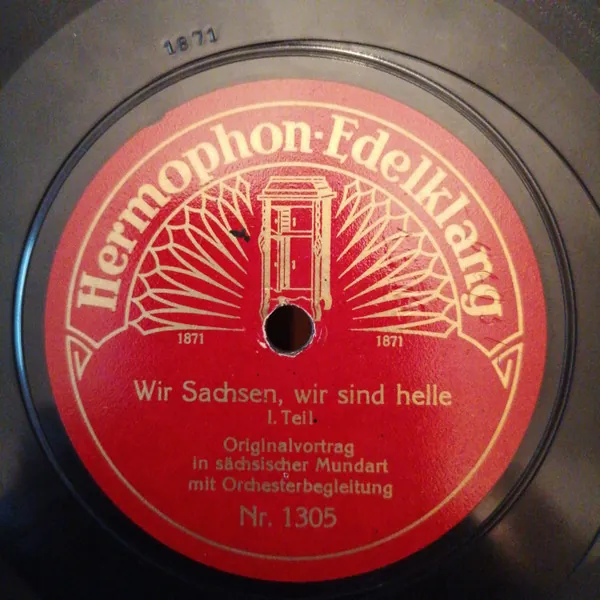 1871
Hermophon·Edelklang
1871 1871
Wir Sachsen, wir sind helle
I. Teil
Originalvortrag
in sächsischer Mundart
mit Orchesterbegleitung
Nr. 1305